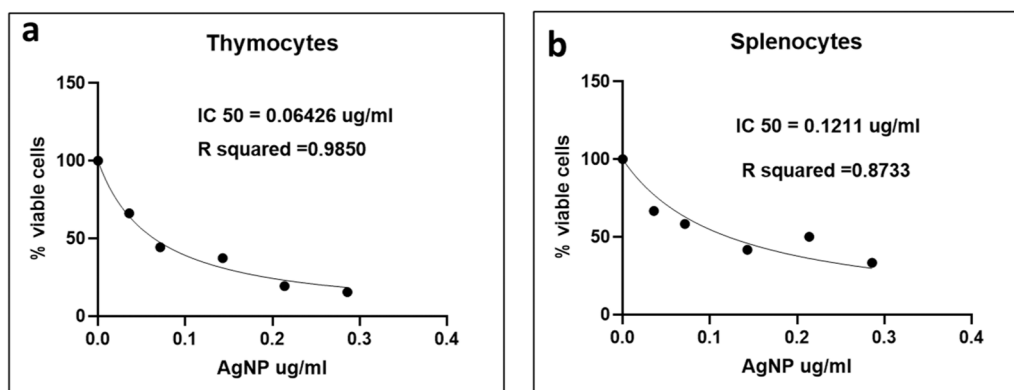 a
Thymocytes
150
100
50
0
% viable cells
IC 50 = 0.06426 ug/ml
R squared =0.9850
0.0 0.1 0.2 0.3 0.4
AgNP ug/ml
b
Splenocytes
150
100
50
0
% viable cells
IC 50 = 0.1211 ug/ml
R squared =0.8733
0.0 0.1 0.2 0.3 0.4
AgNP ug/ml